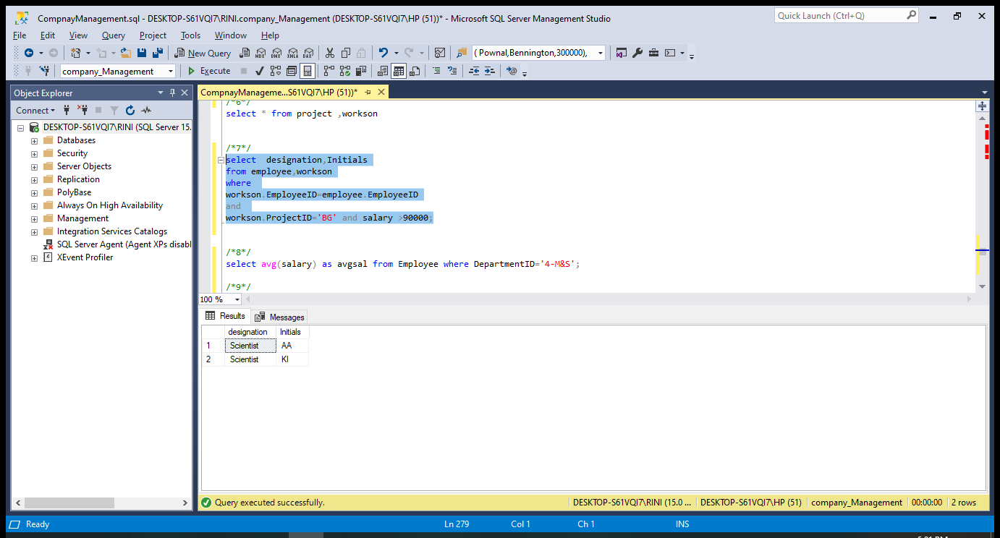 CompnayManagement.sql - DESKTOP-S61VQI7\RINI.company_Management (DESKTOP-S61VQI7\HP (51))* - Microsoft SQL Server Management Studio
Quick Launch (Ctrl+Q)
File Edit View Query Project Tools Window Help
New Query MDX DMX XMLA DAX ( Pownal,Bennington,300000),
company_Management Execute
Object Explorer
CompnayManageme...S61VQI7\HP (51))*
Connect
DESKTOP-S61VQI7\RINI (SQL Server 15.
Databases
Security
Server Objects
Replication
PolyBase
Always On High Availability
Management
Integration Services Catalogs
SQL Server Agent (Agent XPs disabl
XEvent Profiler
/*6*/
select * from project ,workson
/*7*/
select  designation,Initials
from employee,workson
where
workson.EmployeeID=employee.EmployeeID
and
workson.ProjectID='BG' and salary >90000;
/*8*/
select avg(salary) as avgsal from Employee where DepartmentID='4-M&S';
/*9*/
100 %
Results Messages
designation Initials
1 Scientist AA
2 Scientist KI
Query executed successfully. DESKTOP-S61VQI7\RINI (15.0 ... DESKTOP-S61VQI7\HP (51) company_Management 00:00:00 2 rows
Ready Ln 279 Col 1 Ch 1 INS